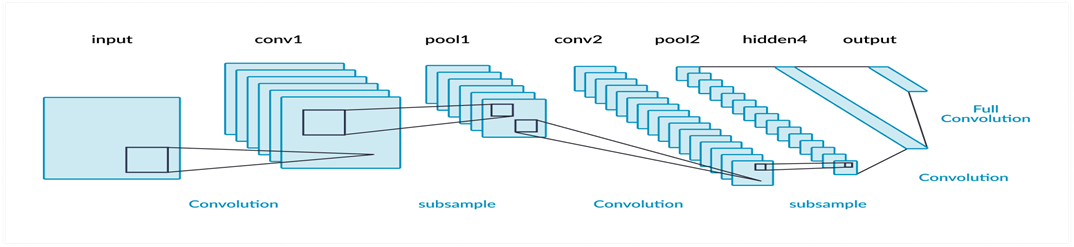 input
conv1
pool1
conv2
pool2
hidden4
output
Full
Convolution
Convolution
Convolution
subsample
Convolution
subsample